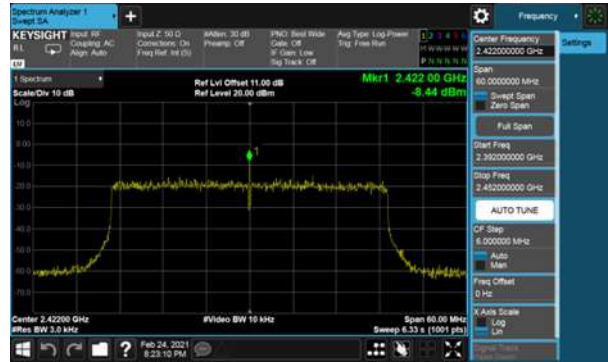 Spectrum Analyzer 1
Swept SA
+
Frequency
KEYSIGHT
Input: RF
Input Z: 50 Ω
#Atten: 30 dB
PNO: Best Wide
Avg Type: Log-Power
1 2 3 4 5 6
RL
Coupling: AC
Corrections: On
Preamp: Off
Gate: Off
Trig: Free Run
M W W W W W
Align: Auto
Freq Ref: Int (S)
IF Gain: Low
P N N N N N
Sig Track: Off
LW
1 Spectrum
Ref Lvl Offset 11.00 dB
Mkr1 2.422 00 GHz
Scale/Div 10 dB
Ref Level 20.00 dBm
-8.44 dBm
Log
10.0
0.00
-10.0
1
-20.0
-30.0
-40.0
-50.0
-60.0
-70.0
Center 2.42200 GHz
#Video BW 10 kHz
Span 60.00 MHz
#Res BW 3.0 kHz
Sweep 6.33 s (1001 pts)
Feb 24, 2021
8:23:10 PM
Center Frequency
2.422000000 GHz
Settings
Span
60.0000000 MHz
Swept Span
Zero Span
Full Span
Start Freq
2.392000000 GHz
Stop Freq
2.452000000 GHz
AUTO TUNE
CF Step
6.000000 MHz
Auto
Man
Freq Offset
0 Hz
X Axis Scale
Log
Lin
Signal Track